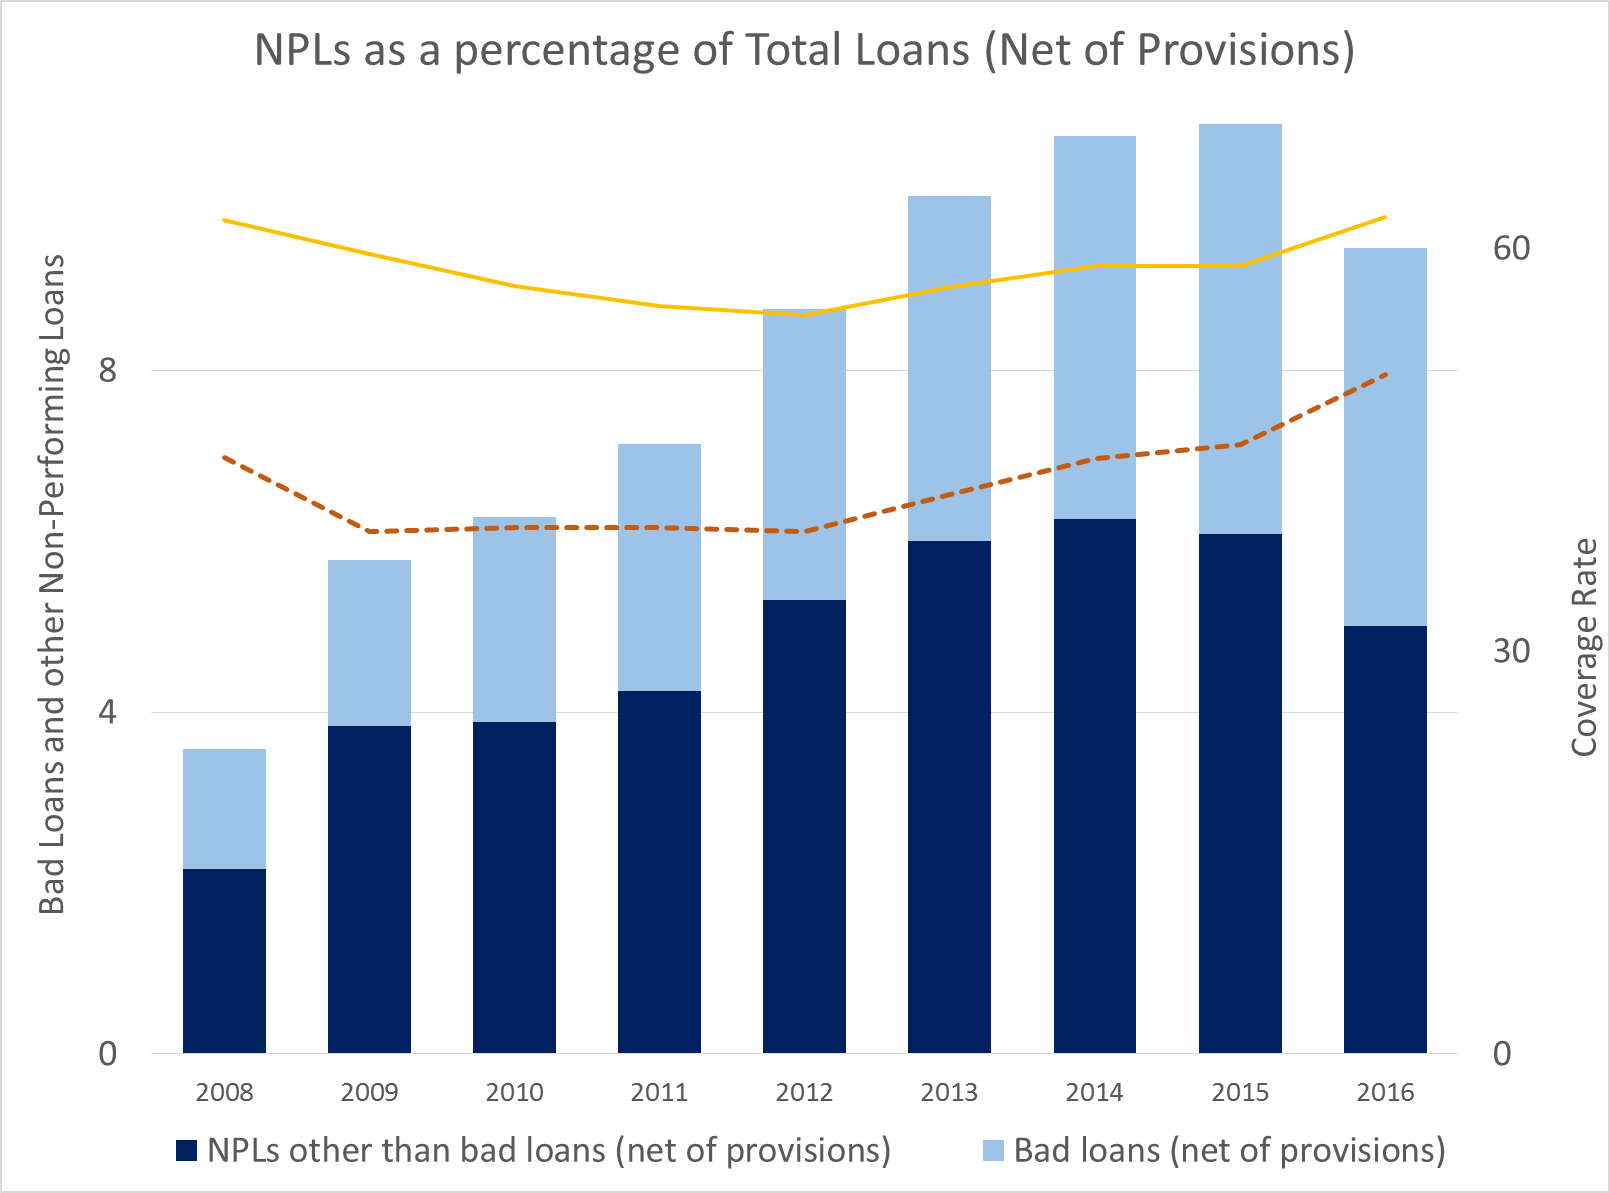 NPLs as a percentage of Total Loans (Net of Provisions)
Bad Loans and other Non-Performing Loans
8
4
0
60
30
0
Coverage Rate
2008 2009 2010 2011 2012 2013 2014 2015 2016
NPLs other than bad loans (net of provisions) Bad loans (net of provisions)